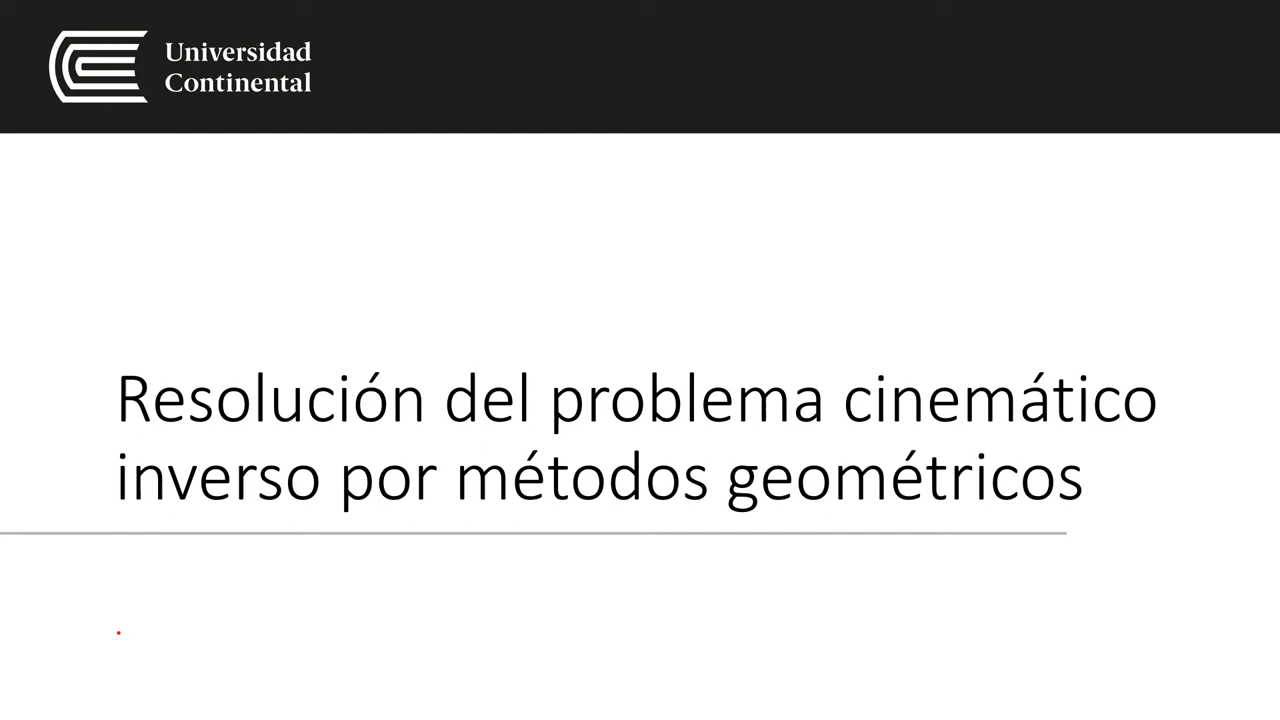 Universidad
Continental
Resolución del problema cinemático
inverso por métodos geométricos
.